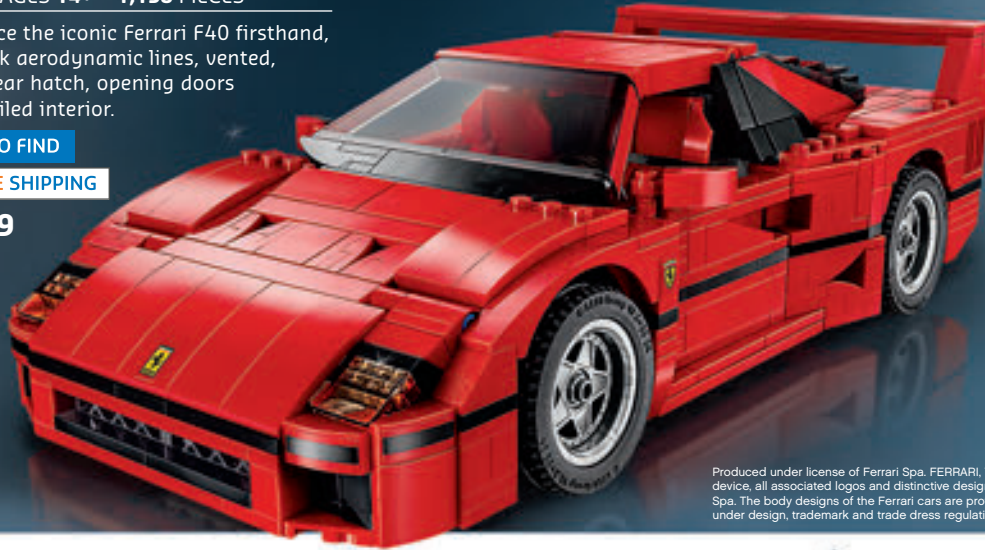 14+
1,158 PIECES
ce the iconic Ferrari F40 firsthand,
k aerodynamic lines, vented,
ear hatch, opening doors
iled interior.
O FIND
E SHIPPING
9
Produced under license of Ferrari Spa. FERRARI,
device, all associated logos and distinctive desig
Spa. The body designs of the Ferrari cars are pro
under design, trademark and trade dress regulati